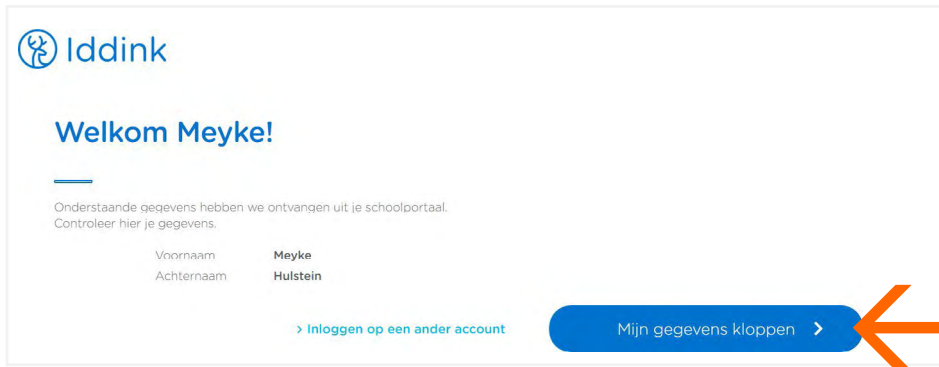 Iddink
Welkom Meyke!
Onderstaande gegevens hebben we ontvangen uit je schoolportaal.
Controleer hier je gegevens.
Voornaam Meyke
Achternaam Hulstein
> Inloggen op een ander account
Mijn gegevens kloppen >